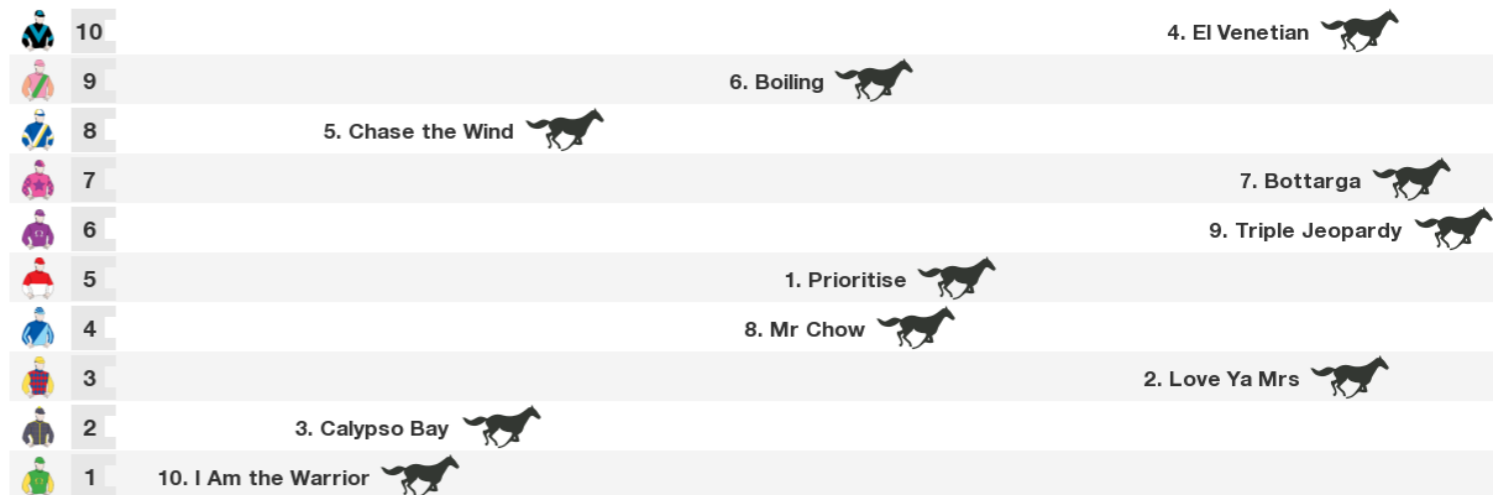 10 4. El Venetian
9 6. Boiling
8 5. Chase the Wind
7 7. Bottarga
6 9. Triple Jeopardy
5 1. Prioritise
4 8. Mr Chow
3 2. Love Ya Mrs
2 3. Calypso Bay
1 10. I Am the Warrior